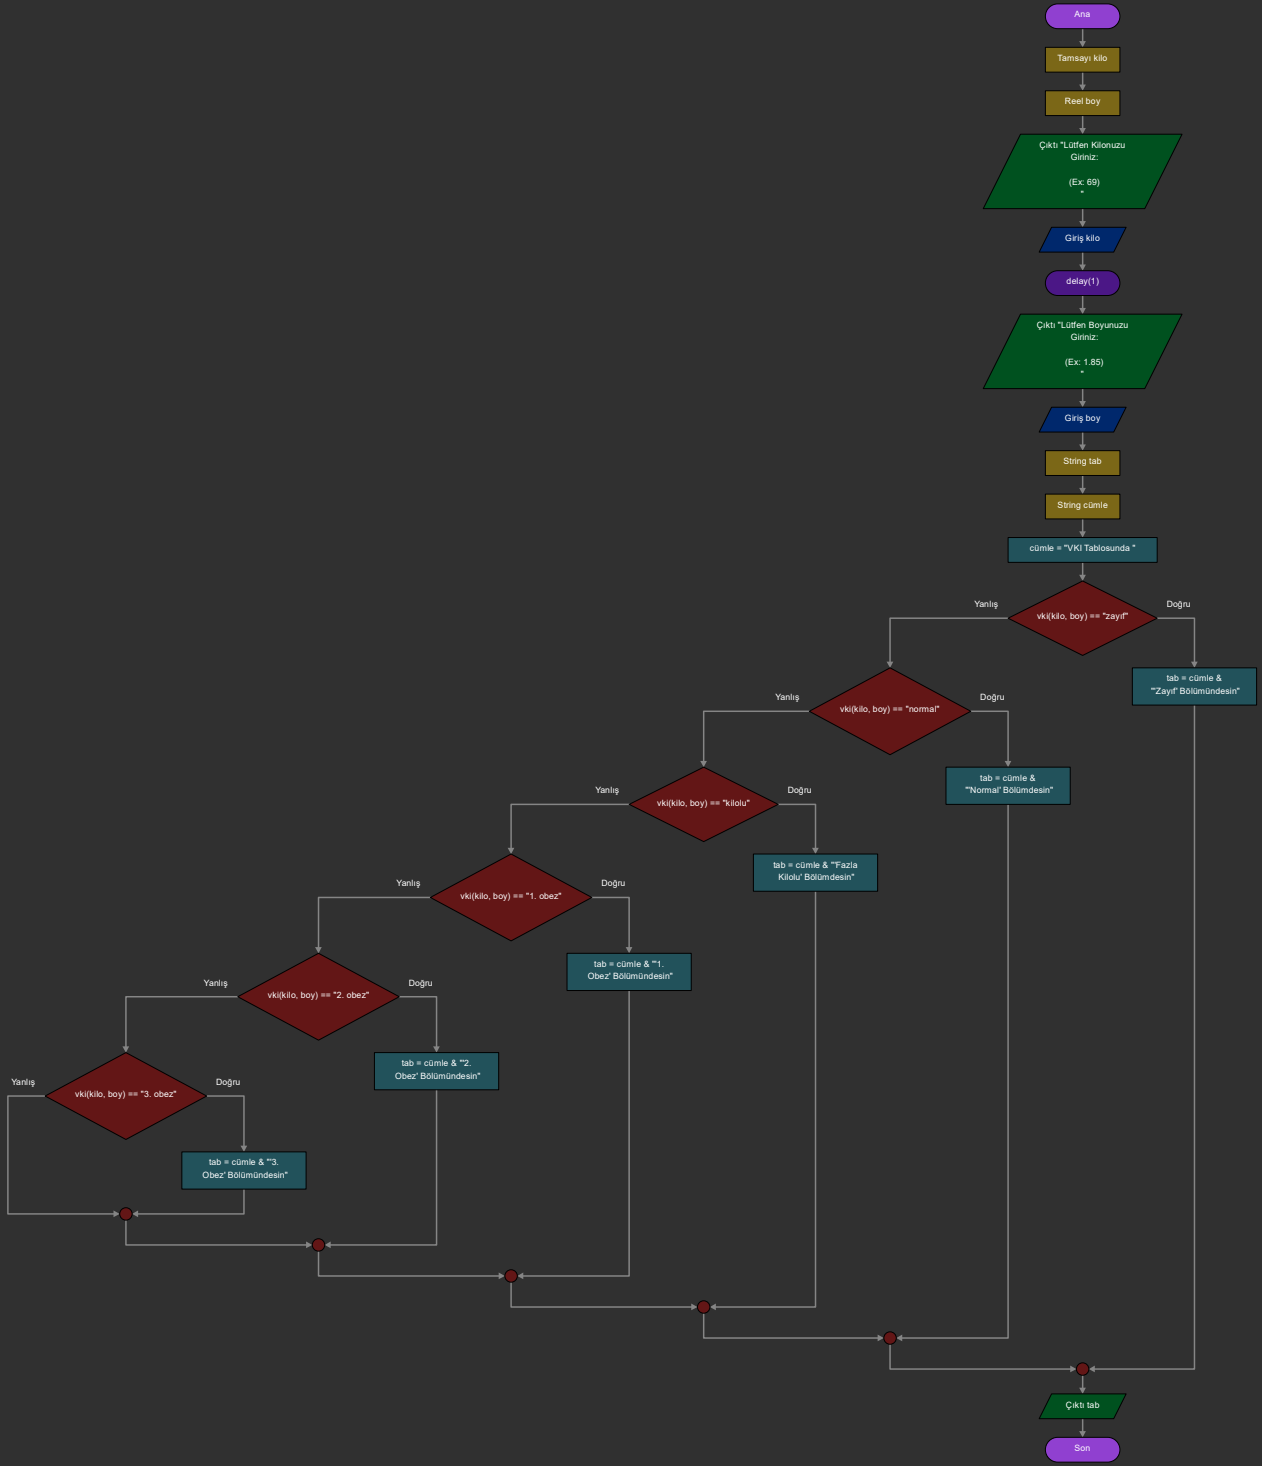 Ana
Tamsayı kilo
Reel boy
Çıktı "Lütfen Kilonuzu
Giriniz:
(Ex: 69)
"
Giriş kilo
delay(1)
Çıktı "Lütfen Boyunuzu
Giriniz:
(Ex: 1.85)
"
Giriş boy
String tab
String cümle
cümle = "VKI Tablosunda "
Yanlış
Doğru
vki(kilo, boy) == "zayıf"
tab = cümle &
"'Zayıf' Bölümündesin"
Yanlış
Doğru
vki(kilo, boy) == "normal"
tab = cümle &
"'Normal' Bölümdesin"
Yanlış
Doğru
vki(kilo, boy) == "kilolu"
tab = cümle & "'Fazla
Kilolu' Bölümdesin"
Yanlış
Doğru
vki(kilo, boy) == "1. obez"
tab = cümle & "'1.
Obez' Bölümündesin"
Yanlış
Doğru
vki(kilo, boy) == "2. obez"
tab = cümle & "'2.
Obez' Bölümündesin"
Yanlış
Doğru
vki(kilo, boy) == "3. obez"
tab = cümle & "'3.
Obez' Bölümündesin"
Çıktı tab
Son